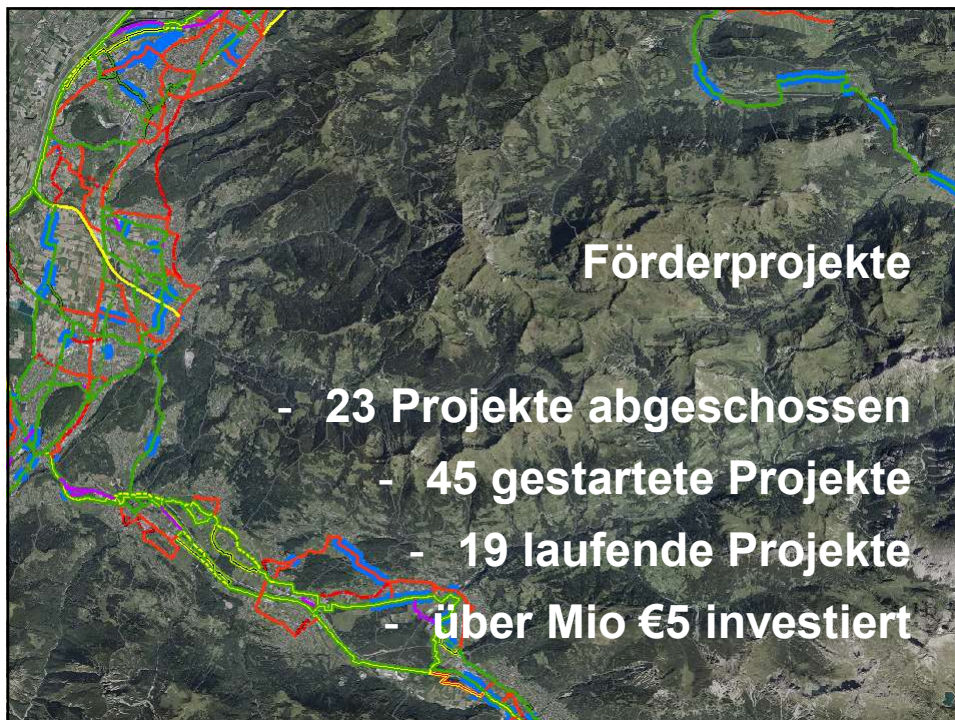 Förderprojekte
- 23 Projekte abgeschossen
- 45 gestartete Projekte
- 19 laufende Projekte
- über Mio €5 investiert